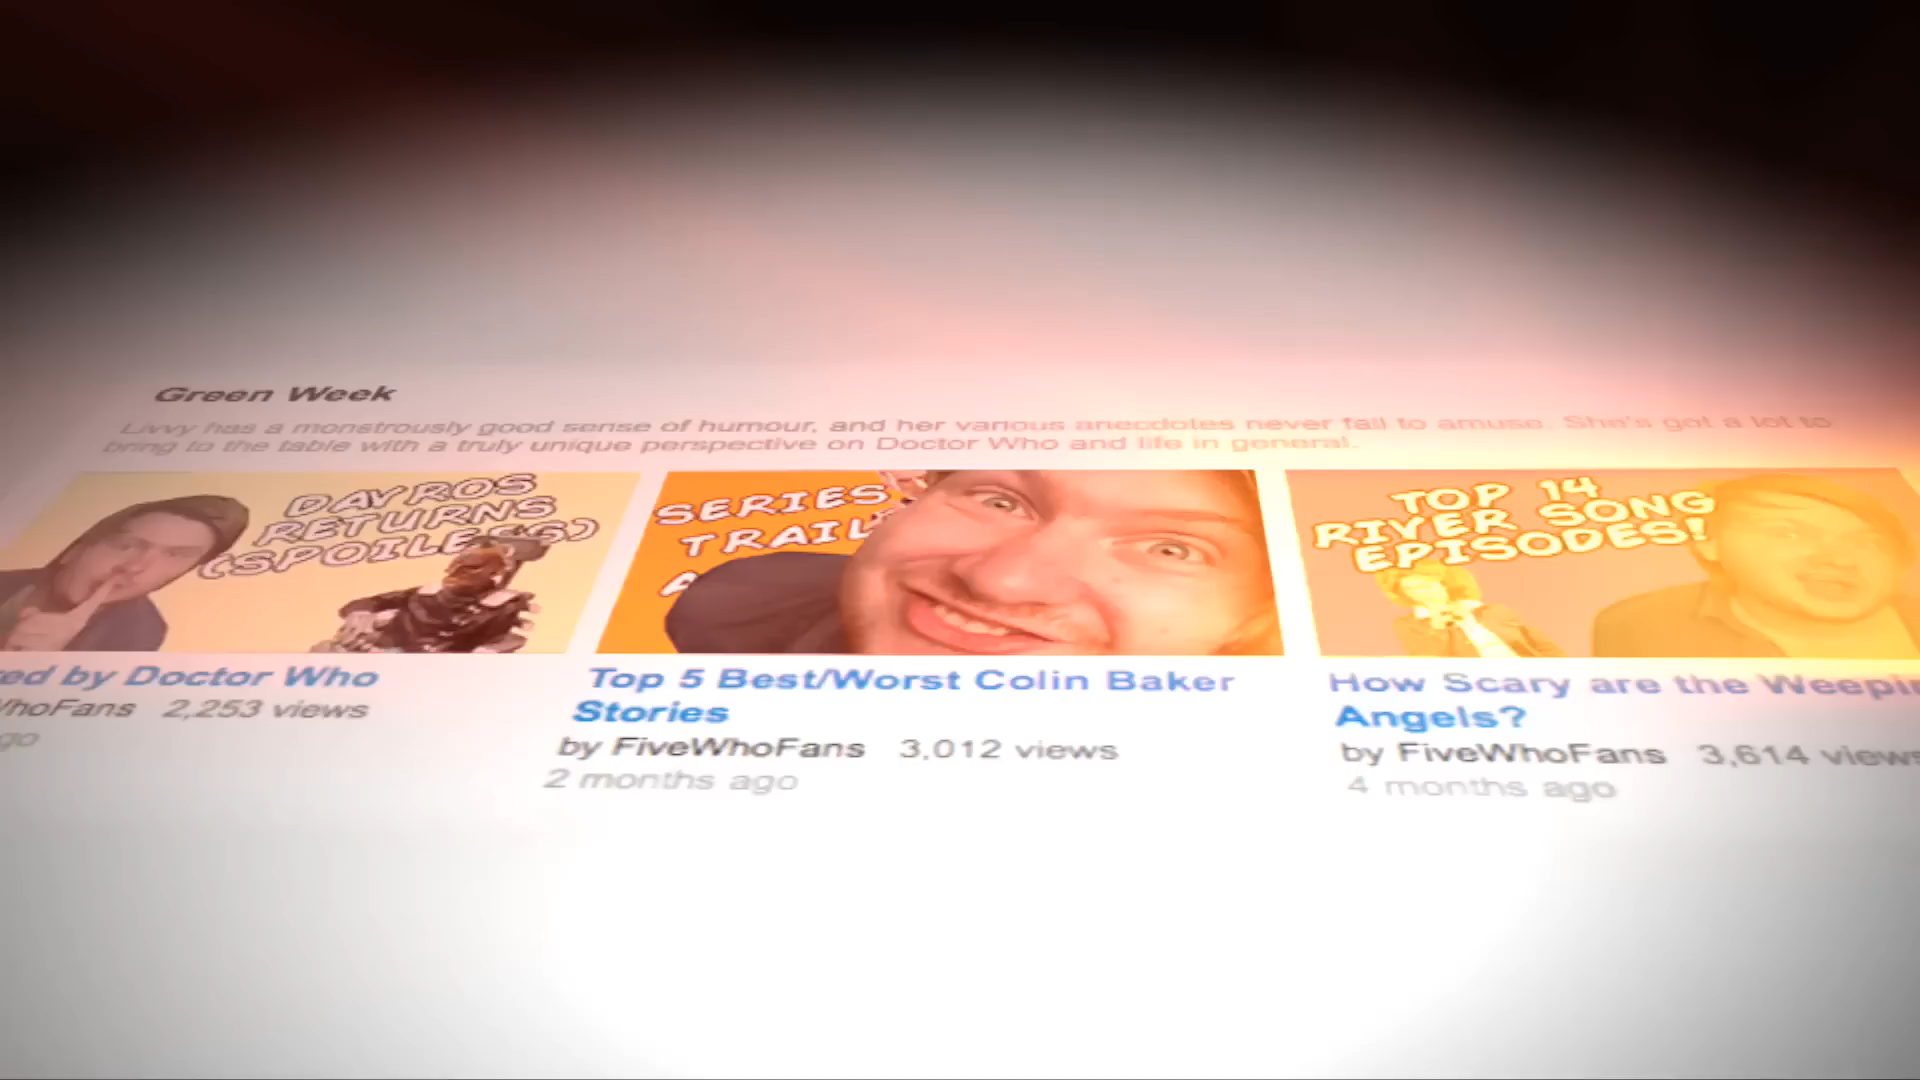 Green Week
Livvy has a monstrously good sense of humour, and her various anecdotes never fail to amuse. She's got a lot to
bring to the table with a truly unique perspective on Doctor Who and life in general.
DAVROS
RETURNS
SERIES
TOP 14
RIVER SONG
EPISODES!
by Doctor Who
2,253 views
Top 5 Best/Worst Colin Baker
Stories
by FiveWhoFans 3,012 views
2 months ago
How Scary are the
Angels?
by FiveWhoFans 3,614 views
4 months ago